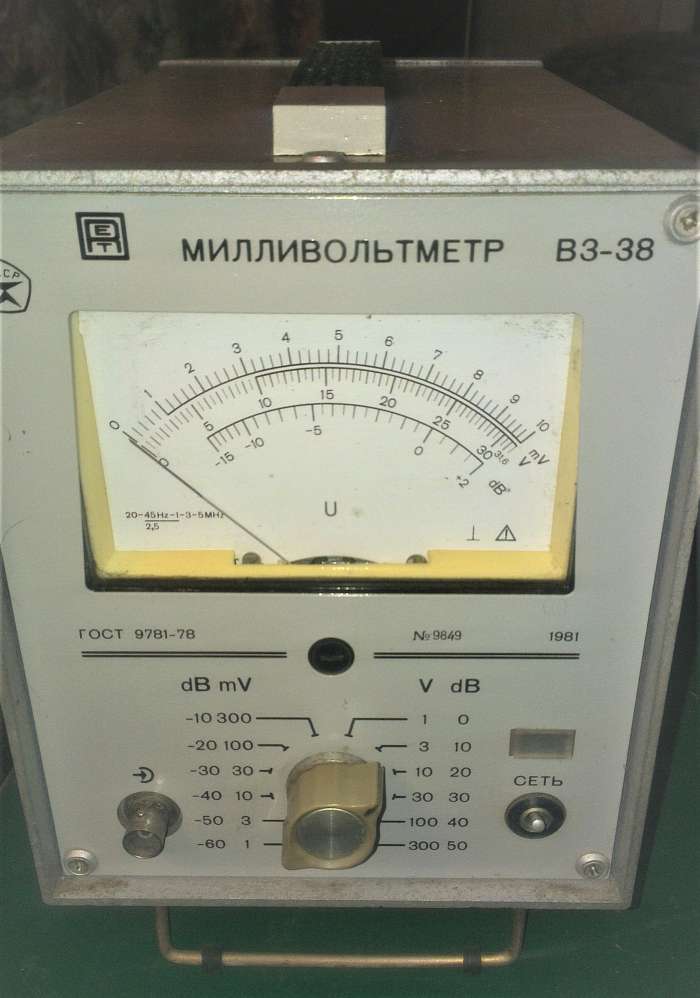 МИЛЛИВОЛЬТМЕТР В3-38
0 1 2 3 4 5 6 7 8 9 10 mV
0 5 10 15 20 25 30 31,6 V
-15 -10 -5 0 +2 dB
U
20-45Hz-1-3-5MHz
2,5
ГОСТ 9781-78 №9849 1981
dB mV V dB
-10 300 1 0
-20 100 3 10
-30 30 10 20
-40 10 30 30
-50 3 100 40
-60 1 300 50
СЕТЬ